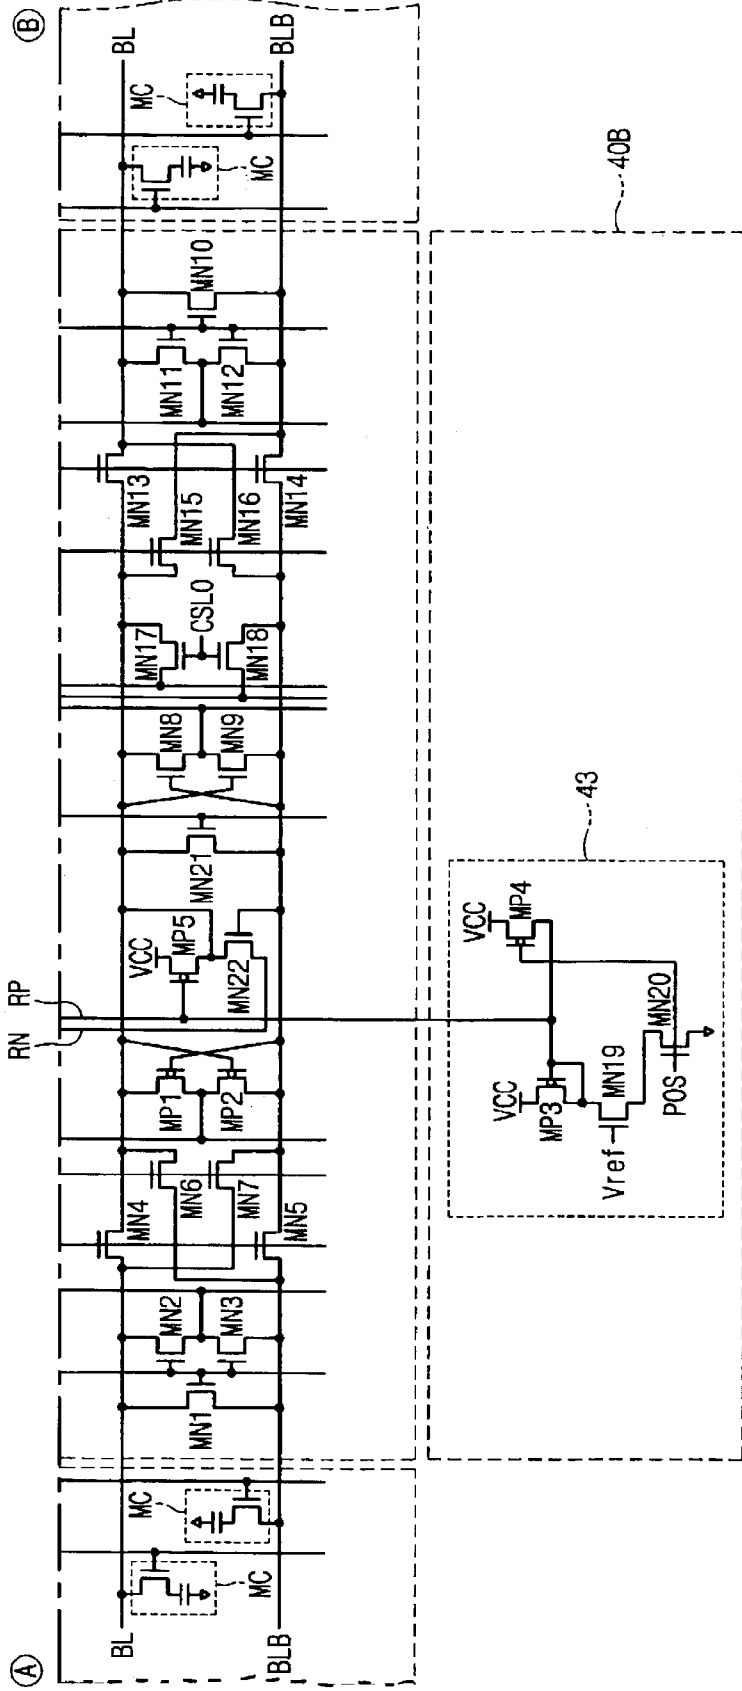 A
B
BL
BLB
MC
MC
BL
BLB
MC
MC
RN
RP
MN1
MN2
MN3
MN4
MN5
MN6
MN7
MP1
MP2
VCC
MP5
MN22
MN21
MN8
MN9
MN17
MN18
CSL0
MN15
MN16
MN13
MN14
MN11
MN12
MN10
40B
43
VCC
MP3
Vref
MN19
POS
MN20
VCC
MP4